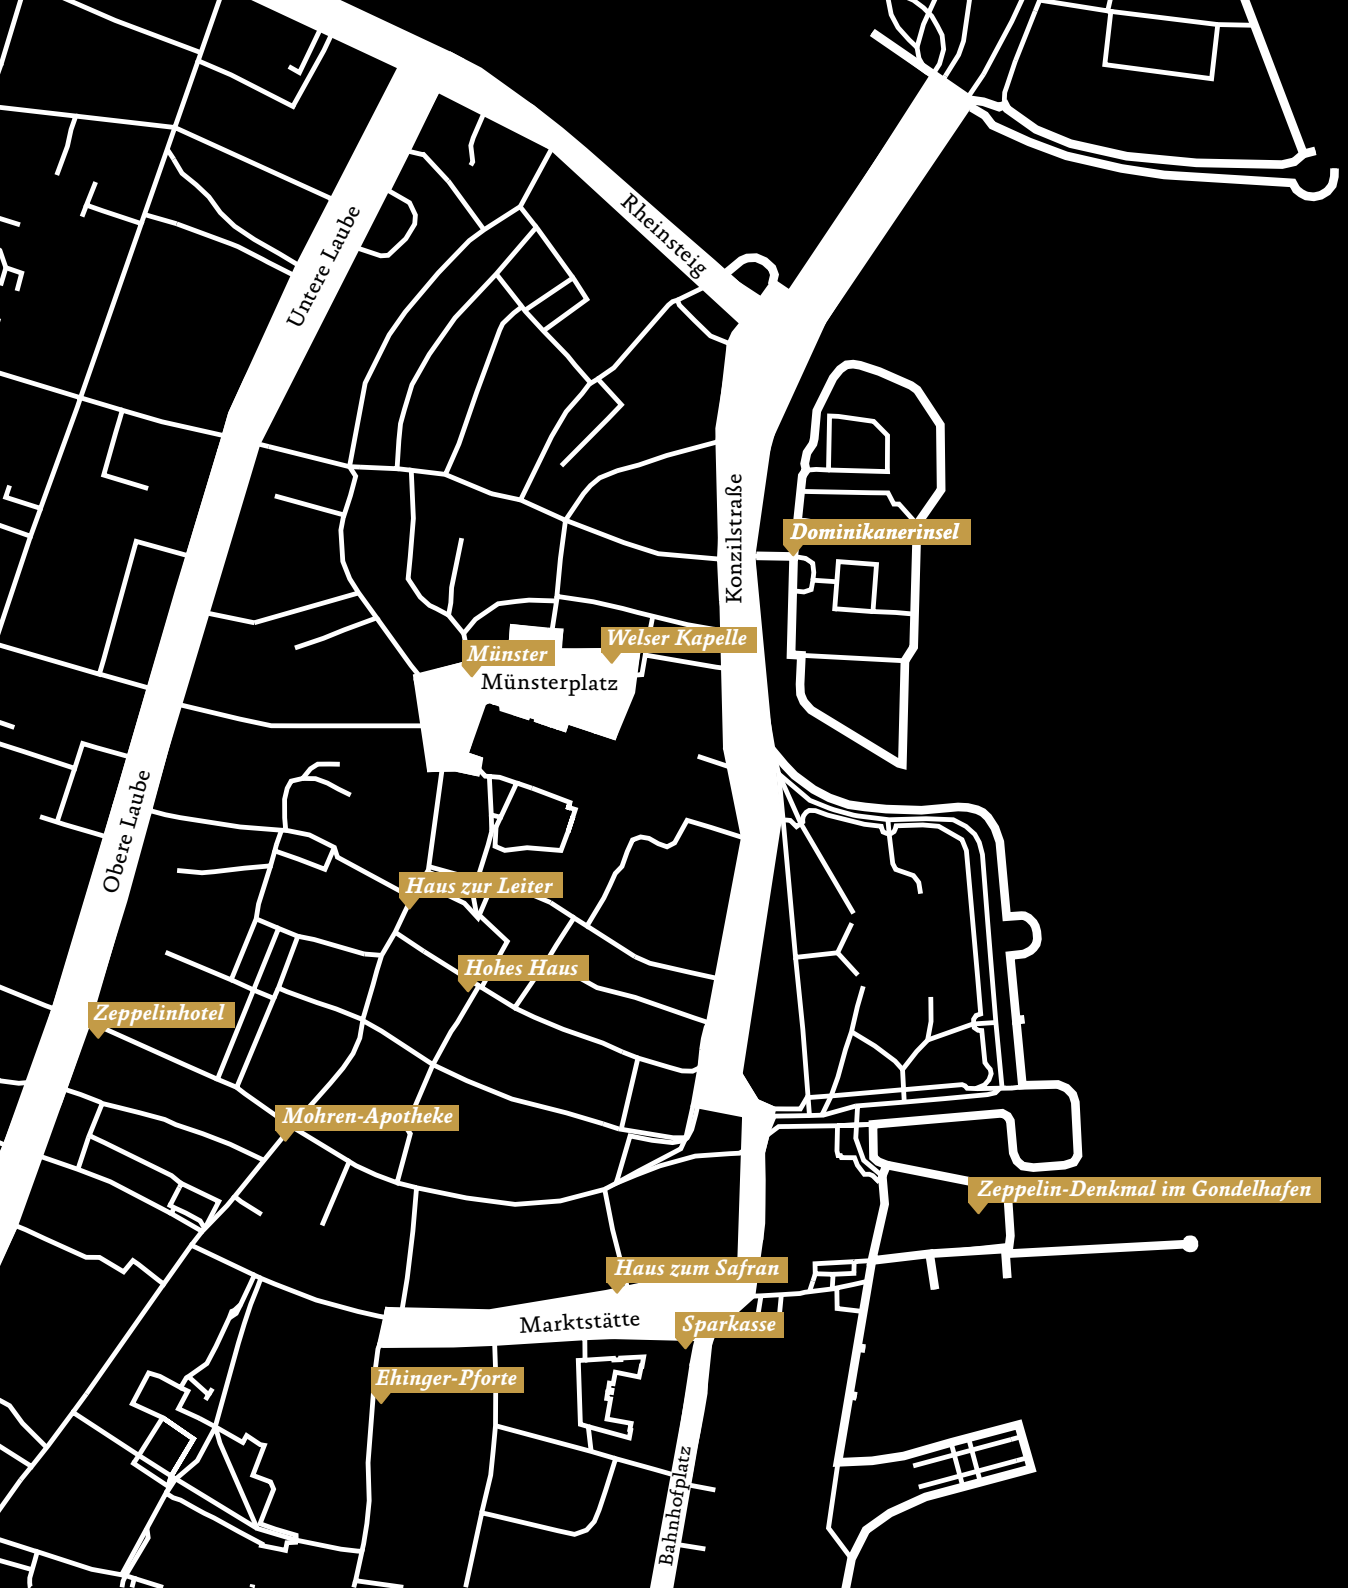 Rheinsteig
Untere Laube
Konzilstraße
Dominikanerinsel
Welser Kapelle
Münster
Münsterplatz
Obere Laube
Haus zur Leiter
Hohes Haus
Zeppelinhotel
Mohren-Apotheke
Zeppelin-Denkmal im Gondelhafen
Haus zum Safran
Marktstätte
Sparkasse
Ehinger-Pforte
Bahnhofplatz